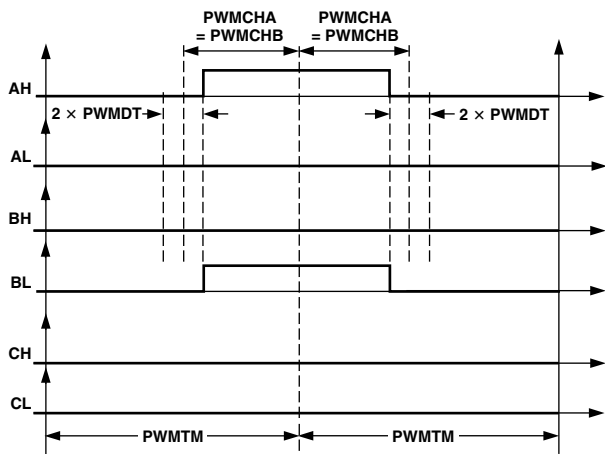 PWMCHA PWMCHA
= PWMCHB = PWMCHB
AH
2 × PWMDT 2 × PWMDT
AL
BH
BL
CH
CL
PWMTM PWMTM